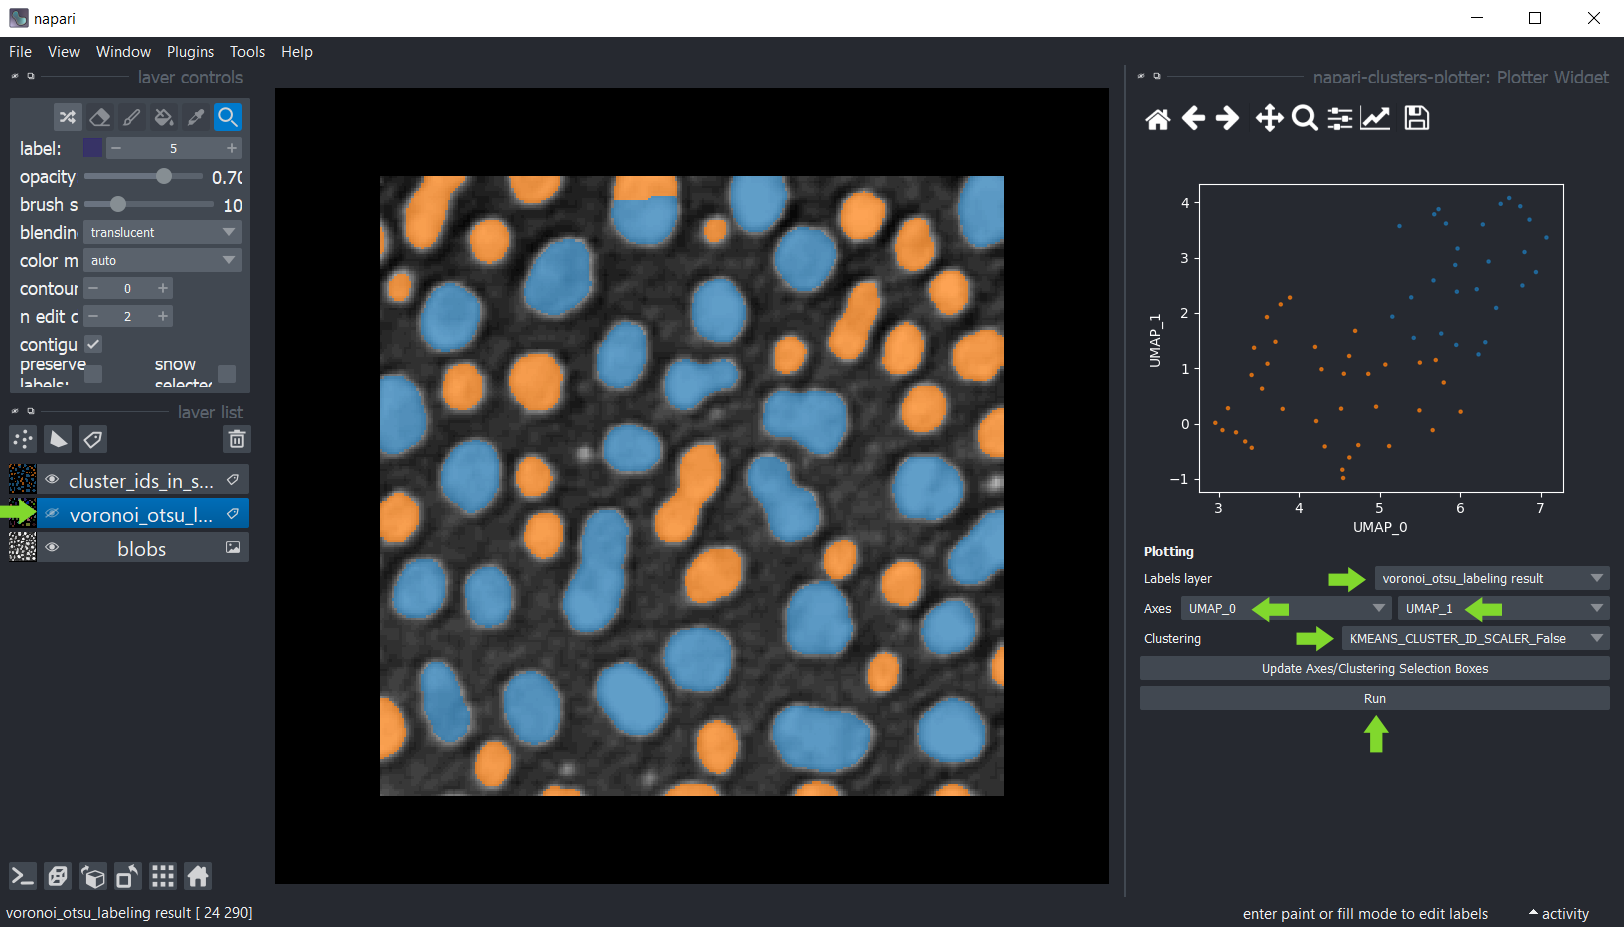 napari
File View Window Plugins Tools Help
layer controls
label: 5
opacity 0.70
brush s 10
blendin translucent
color m auto
contour 0
n edit c 2
contigu
preserve labels: show selected
layer list
cluster_ids_in_s...
voronoi_otsu_l...
blobs
voronoi_otsu_labeling result [ 24 290]
napari-clusters-plotter: Plotter Widget
4
3
2
1
0
−1
UMAP_1
3 4 5 6 7
UMAP_0
Plotting
Labels layer voronoi_otsu_labeling result
Axes UMAP_0 UMAP_1
Clustering KMEANS_CLUSTER_ID_SCALER_False
Update Axes/Clustering Selection Boxes
Run
enter paint or fill mode to edit labels activity